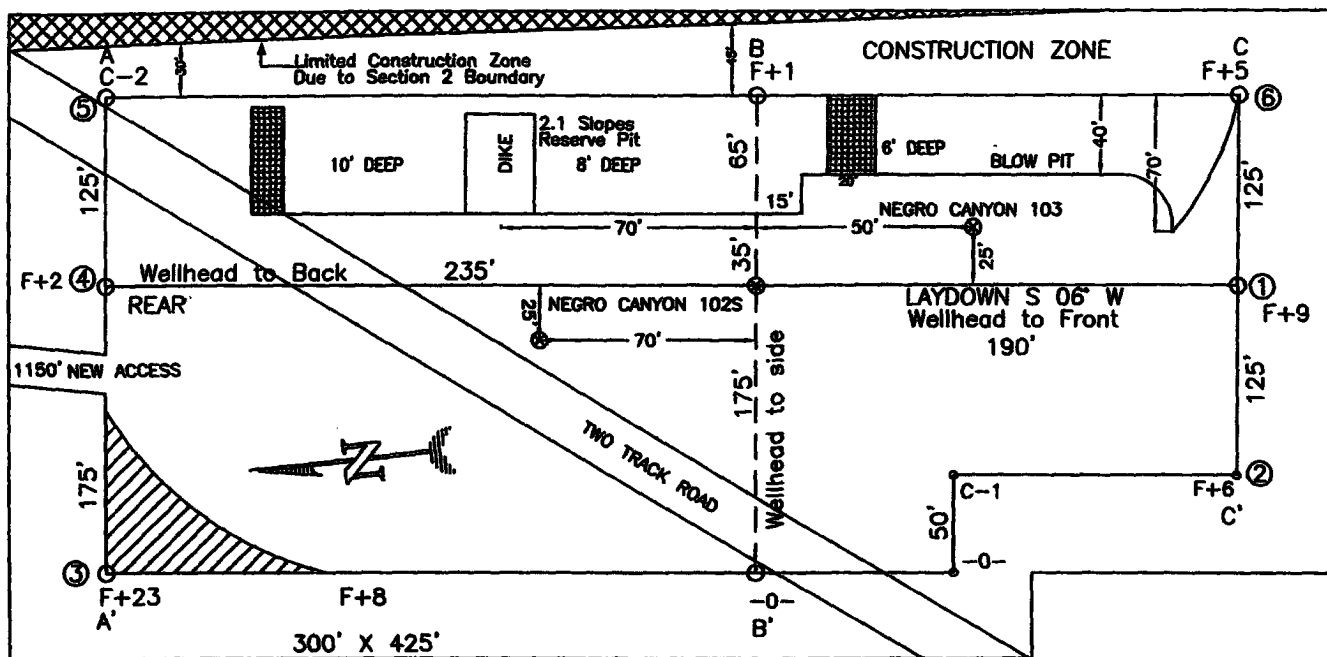 A
C-2
Limited Construction Zone
Due to Section 2 Boundary
B
F+1
CONSTRUCTION ZONE
C
F+5
⑤
⑥
2.1 Slopes
Reserve Pit
DIKE
10' DEEP
8' DEEP
65'
6' DEEP
BLOW PIT
40'
70'
125'
125'
15'
NEGRO CANYON 103
70'
50'
35'
25'
F+2
④
Wellhead to Back
235'
REAR
①
F+9
LAYDOWN S 06° W
Wellhead to Front
190'
25'
NEGRO CANYON 102S
70'
1150' NEW ACCESS
175'
Wellhead to side
125'
N
TWO TRACK ROAD
175'
C-1
F+6
②
C'
50'
-0-
③
F+23
A'
F+8
-0-
B'
300' X 425'